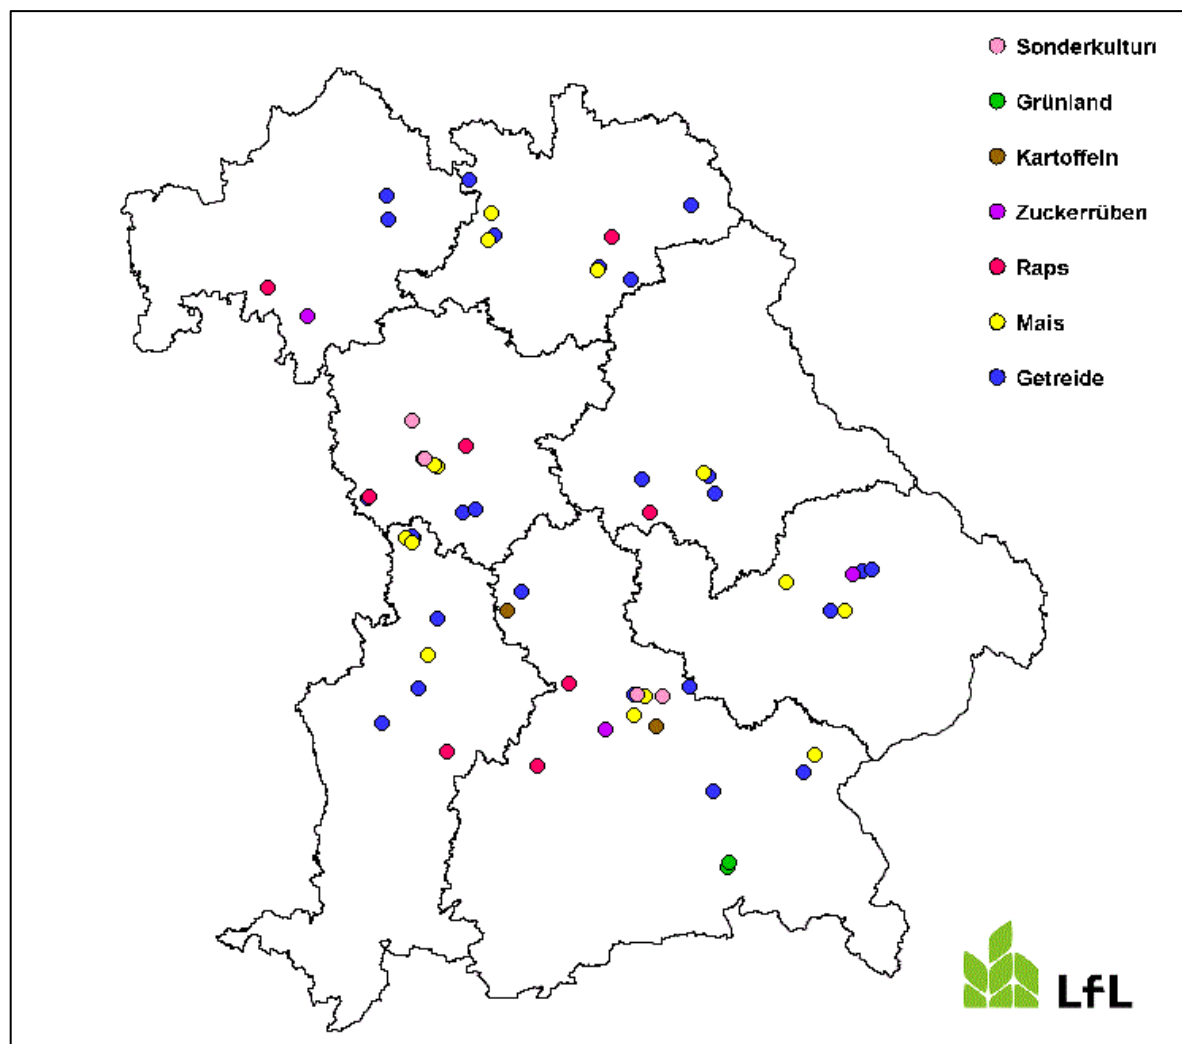 Sonderkulturı
Grünland
Kartoffeln
Zuckerrüben
Raps
Mais
Getreide
LfL